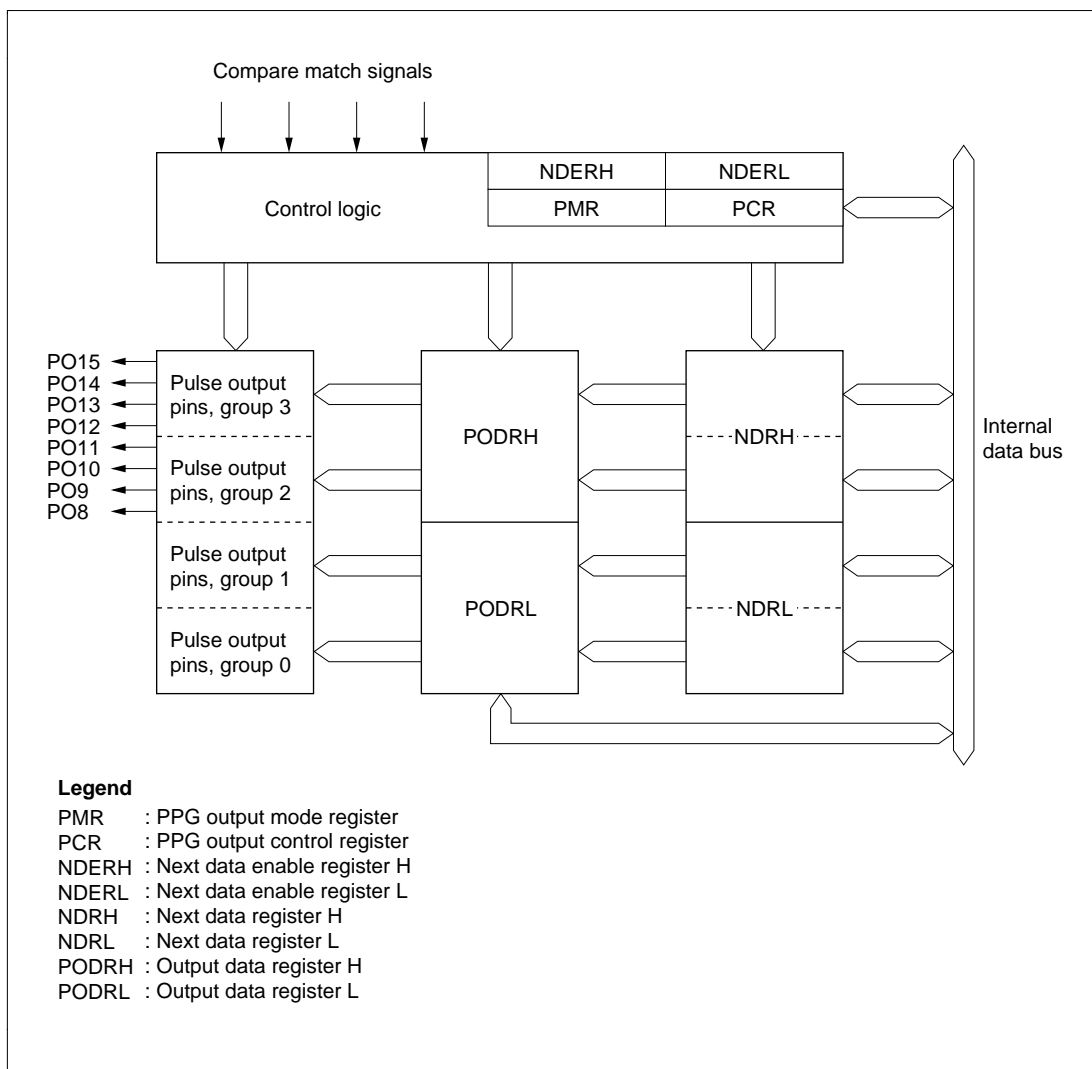 Compare match signals
NDERH NDERL
Control logic PMR PCR
PO15
PO14
PO13
PO12
PO11
PO10
PO9
PO8
Pulse output
pins, group 3
Pulse output
pins, group 2
Pulse output
pins, group 1
Pulse output
pins, group 0
PODRH
PODRL
NDRH
NDRL
Internal
data bus
Legend
PMR : PPG output mode register
PCR : PPG output control register
NDERH : Next data enable register H
NDERL : Next data enable register L
NDRH : Next data register H
NDRL : Next data register L
PODRH : Output data register H
PODRL : Output data register L